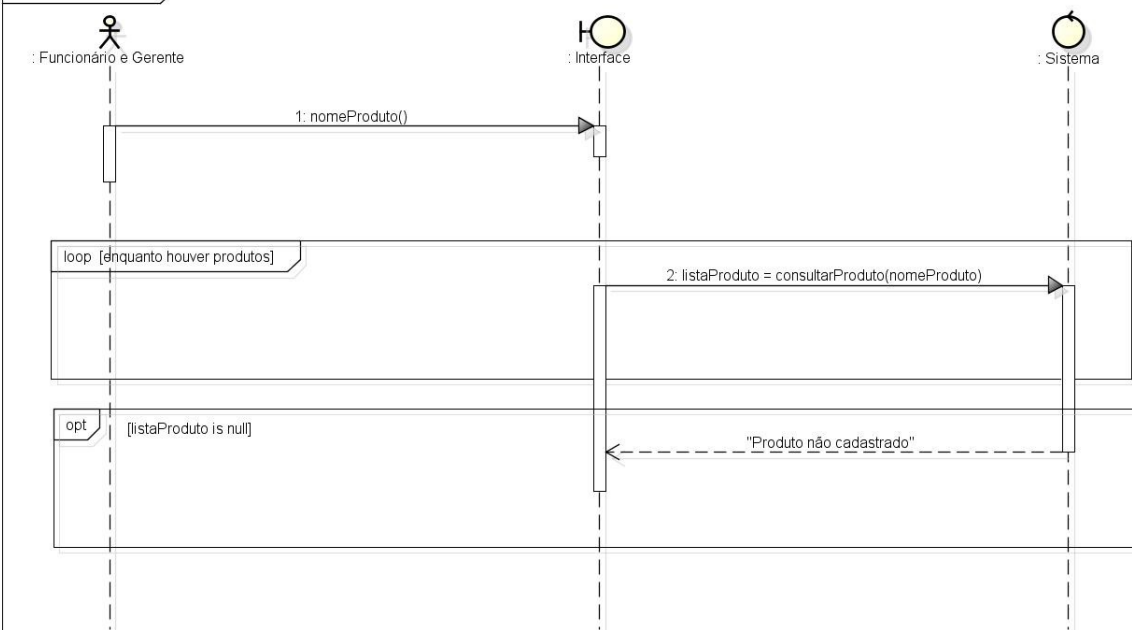 : Funcionário e Gerente
: Interface
: Sistema
1: nomeProduto()
loop [enquanto houver produtos]
2: listaProduto = consultarProduto(nomeProduto)
opt
[listaProduto is null]
"Produto não cadastrado"